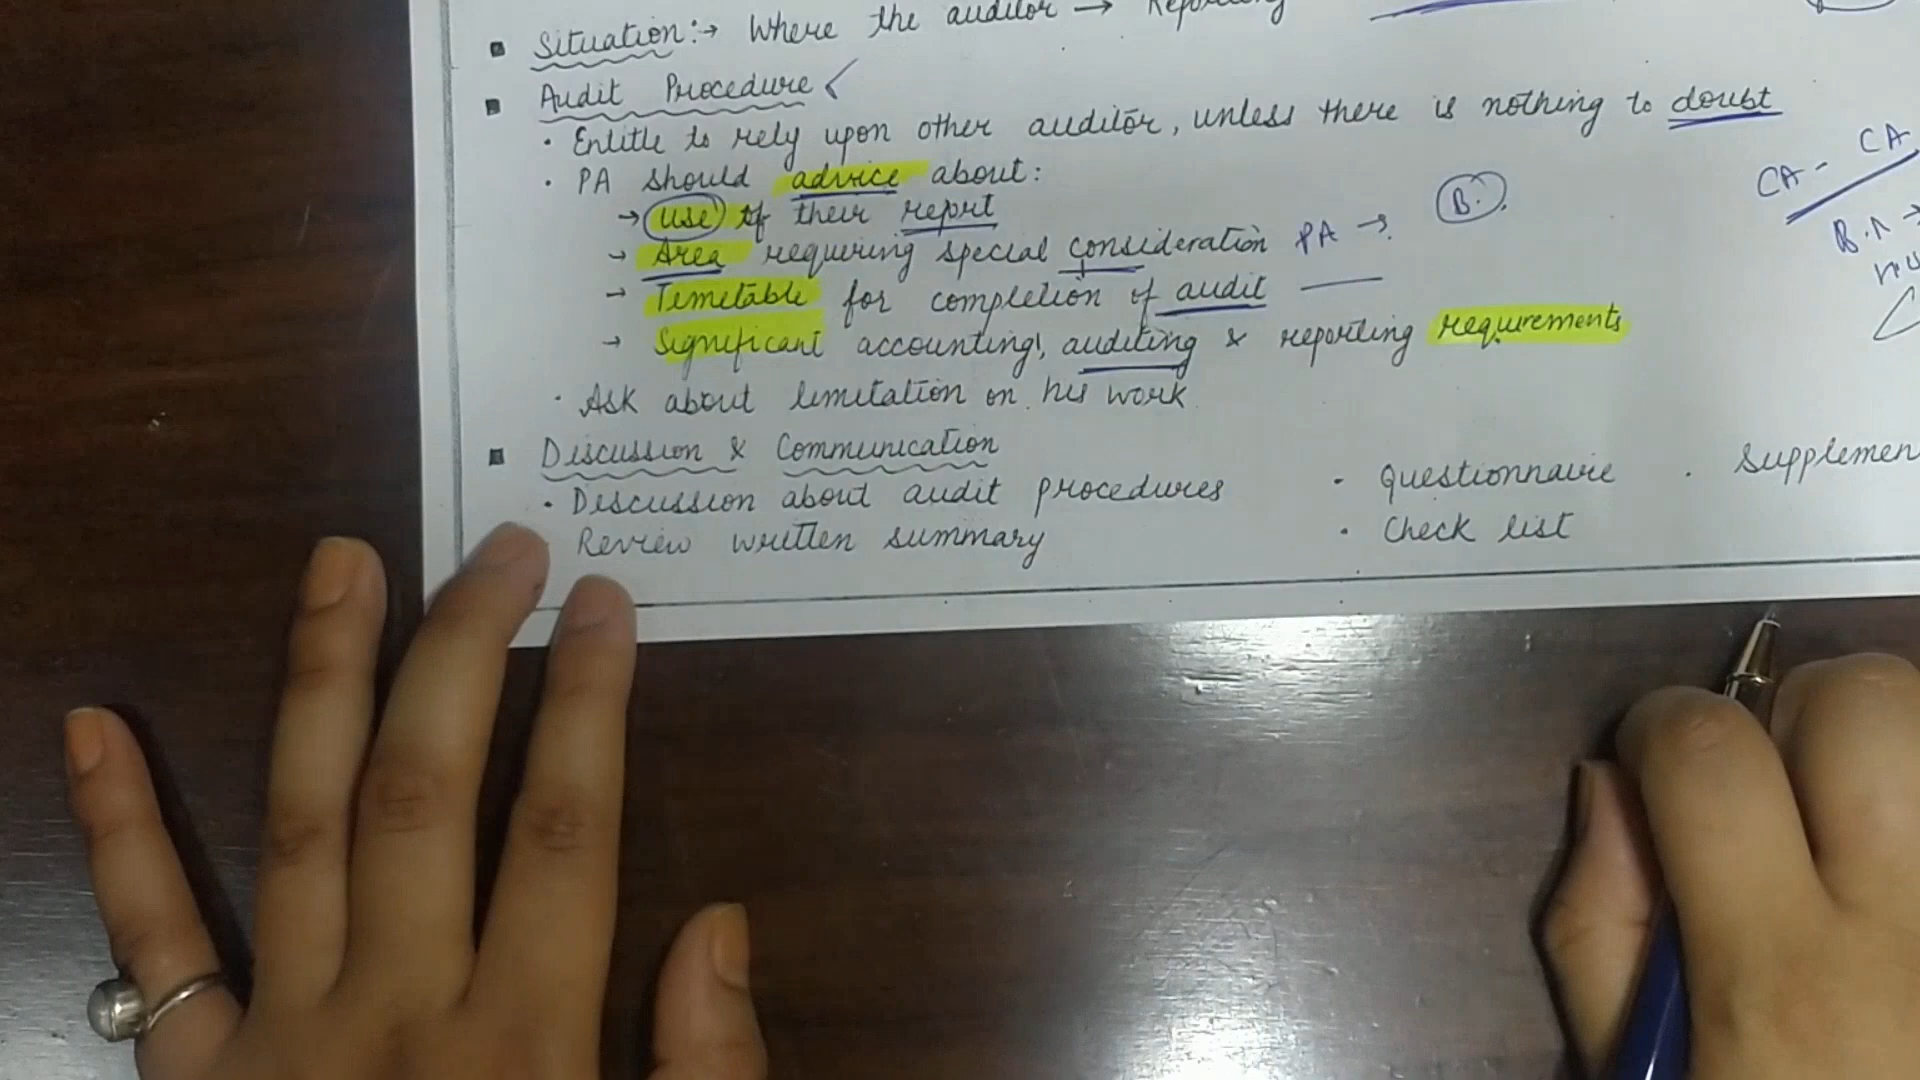 ▪ Situation:→ Where the auditor → Reporting
▪ Audit Procedure <
• Entitle to rely upon other auditor, unless there is nothing to doubt
• PA should advice about:
→ use of their report
→ Area requiring special consideration PA → B.
→ Timetable for completion of audit —
→ Significant accounting, auditing & reporting requirements
• Ask about limitation on his work
CA - CA
B.A →
▪ Discussion & Communication
• Discussion about audit procedures • Questionnaire • Supplemen
• Review written summary • Check list